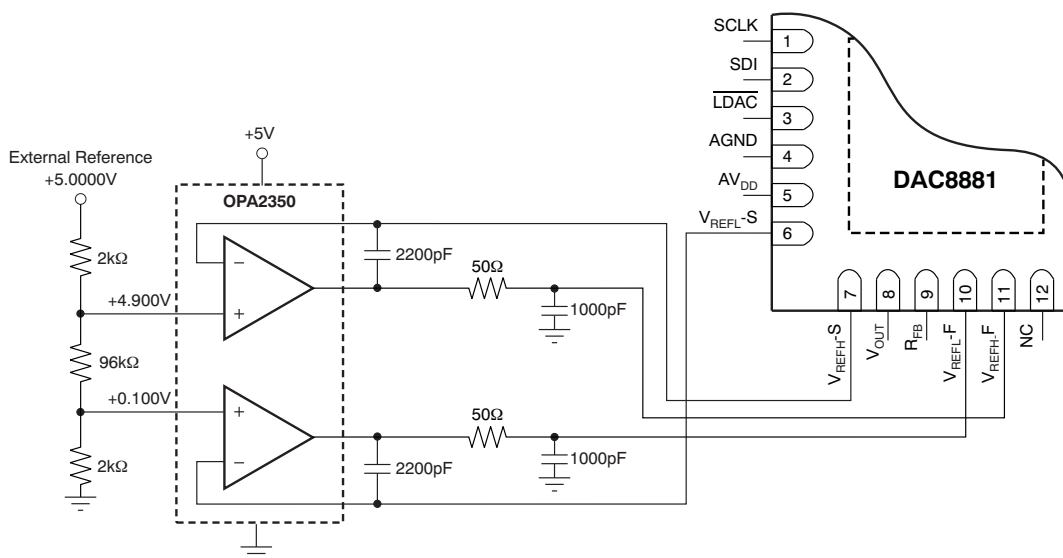 SCLK
1
SDI
2
LDAC
3
AGND
4
AVDD
5
VREFL-S
6
DAC8881
+5V
External Reference
+5.0000V
OPA2350
2kΩ
+4.900V
96kΩ
+0.100V
2kΩ
−
+
+
−
2200pF
50Ω
1000pF
50Ω
2200pF
1000pF
7
8
9
10
11
12
VREFH-S
VOUT
RFB
VREFL-F
VREFH-F
NC